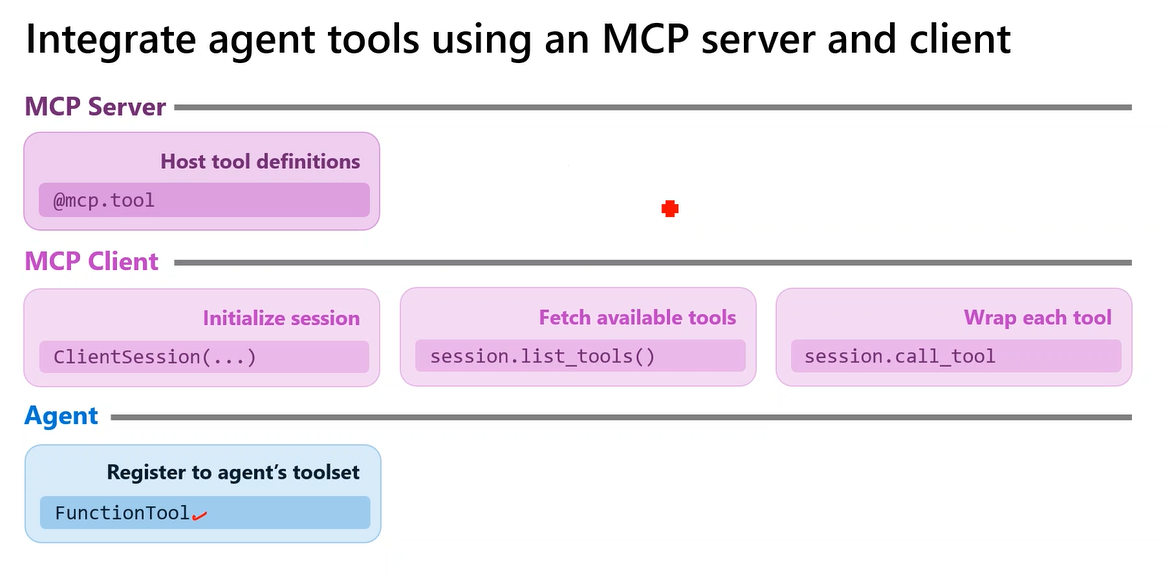 Integrate agent tools using an MCP server and client
MCP Server
Host tool definitions
@mcp.tool
MCP Client
Initialize session
ClientSession(...)
Fetch available tools
session.list_tools()
Wrap each tool
session.call_tool
Agent
Register to agent’s toolset
FunctionTool